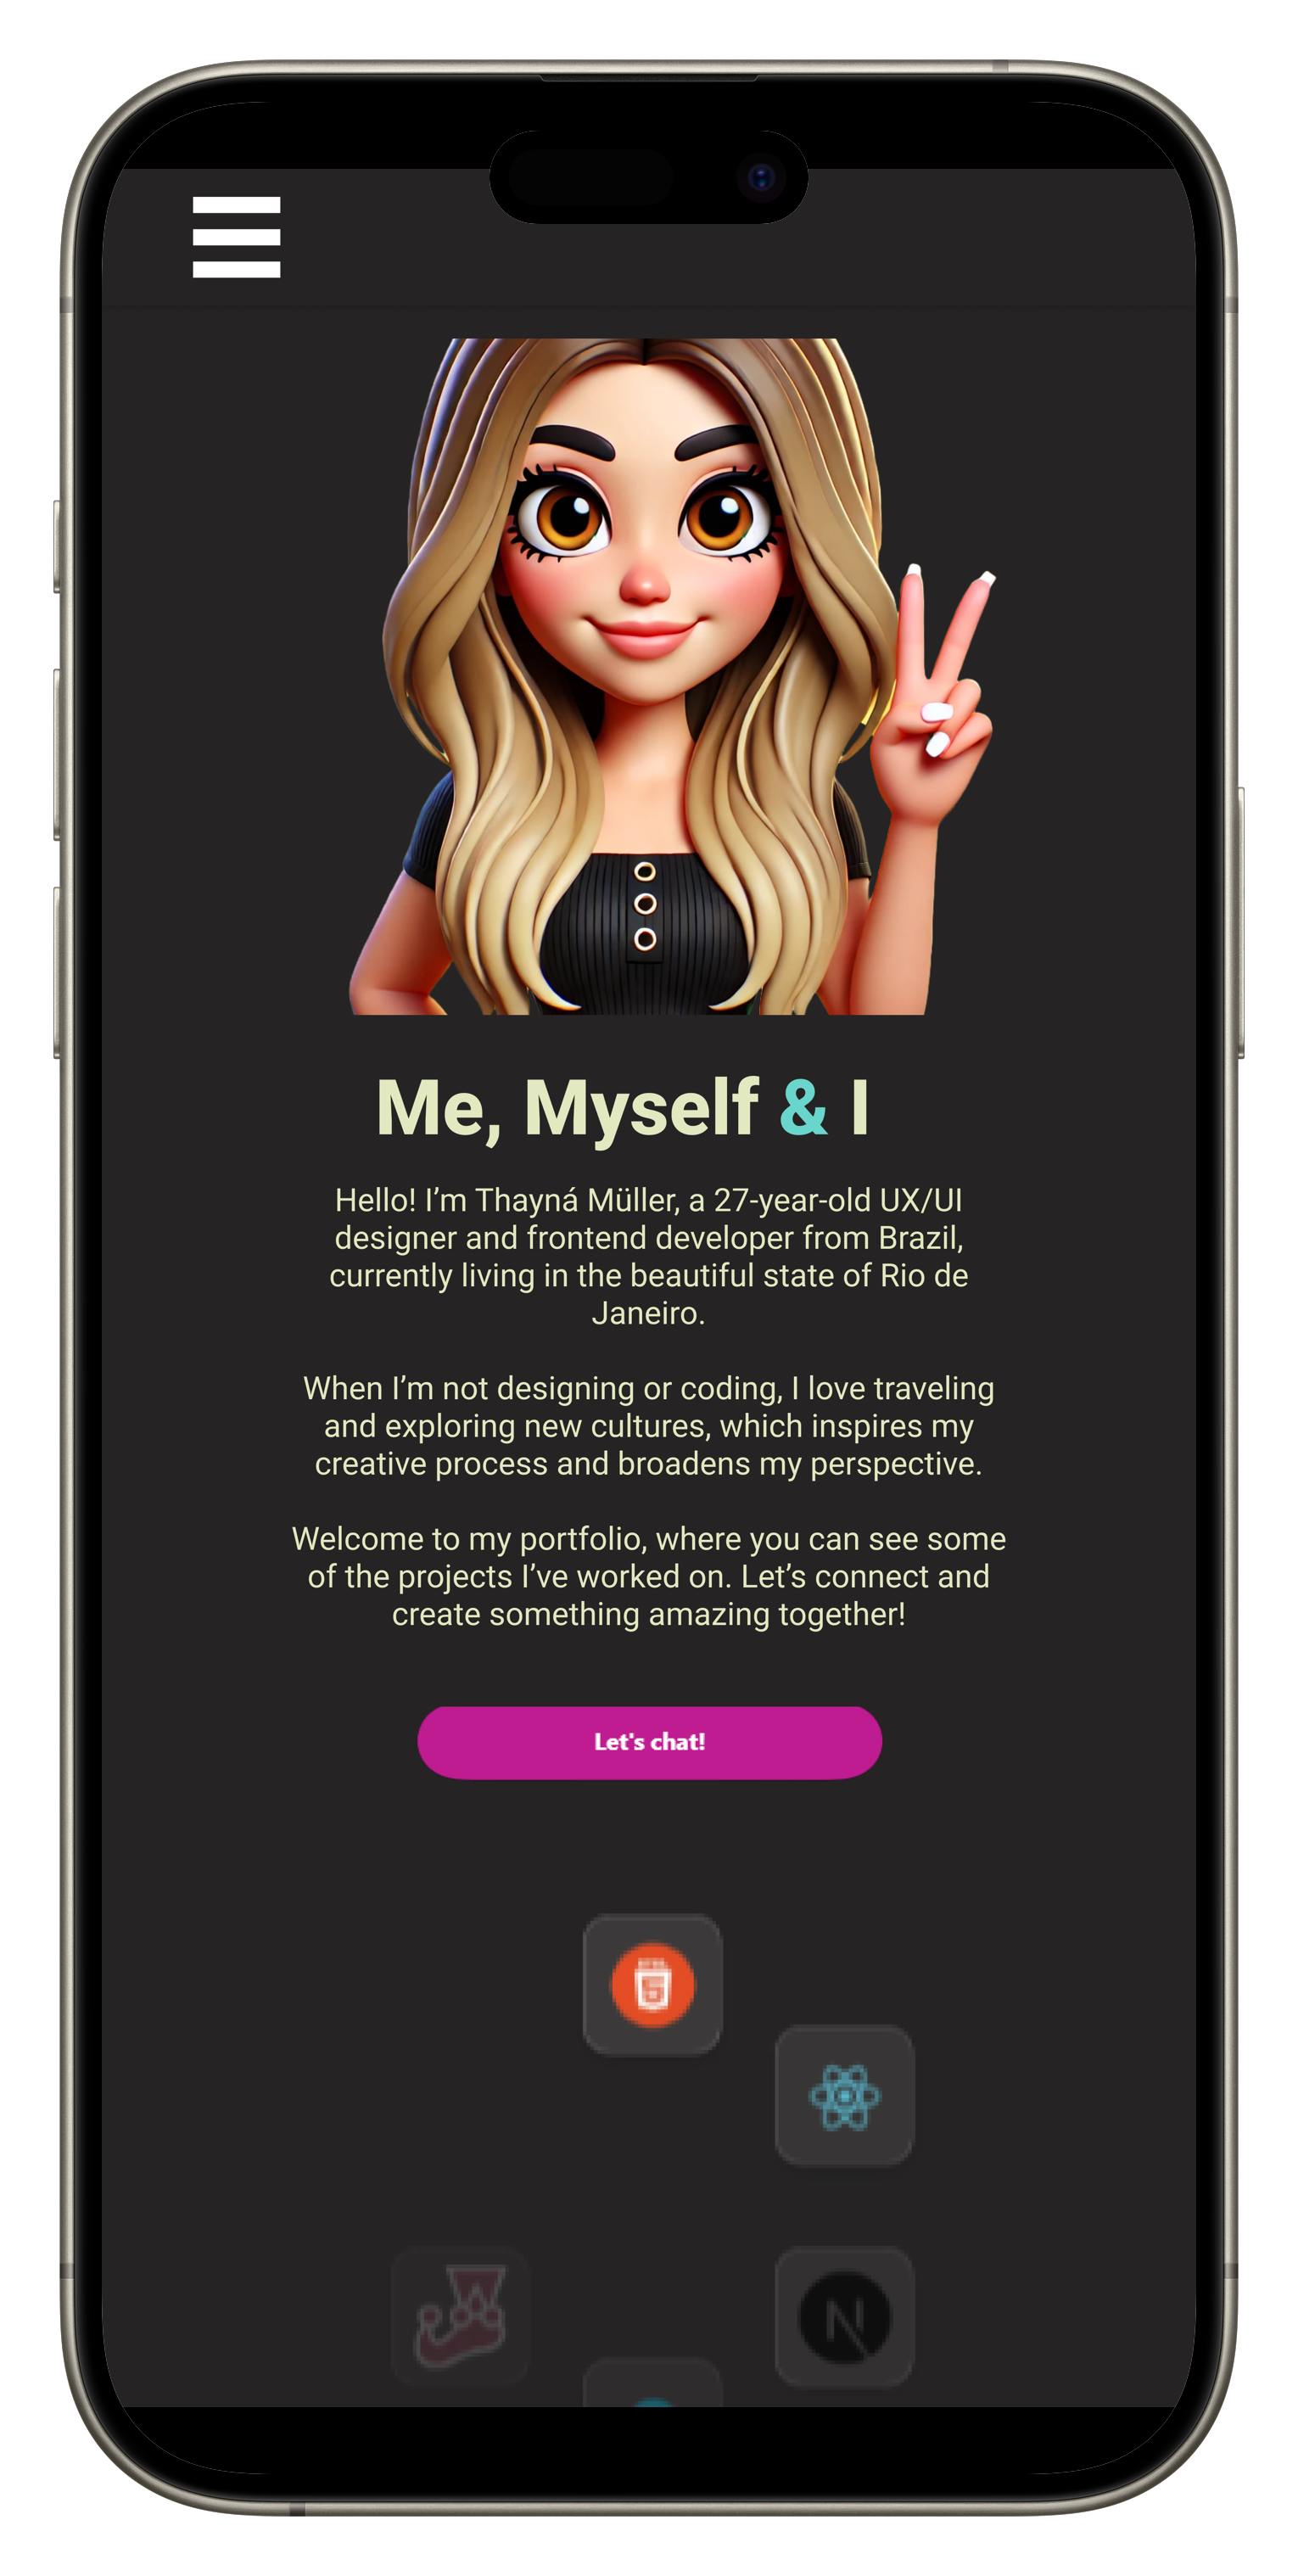 Me, Myself & I
Hello! I’m Thayná Müller, a 27-year-old UX/UI
designer and frontend developer from Brazil,
currently living in the beautiful state of Rio de
Janeiro.
When I’m not designing or coding, I love traveling
and exploring new cultures, which inspires my
creative process and broadens my perspective.
Welcome to my portfolio, where you can see some
of the projects I’ve worked on. Let’s connect and
create something amazing together!
Let's chat!
N